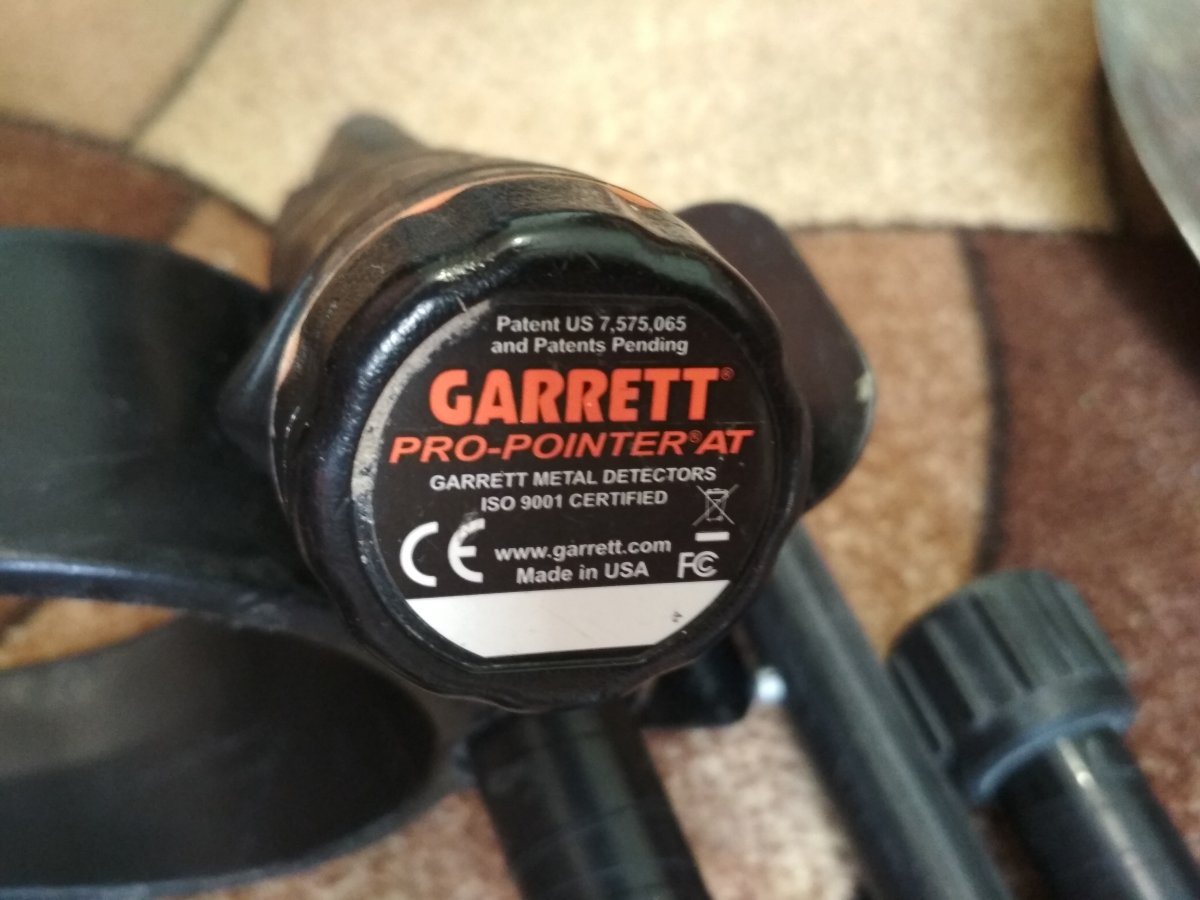 Patent US 7,575,065
and Patents Pending
GARRETT®
PRO-POINTER® AT
GARRETT METAL DETECTORS
ISO 9001 CERTIFIED
CE
www.garrett.com
Made in USA
FC